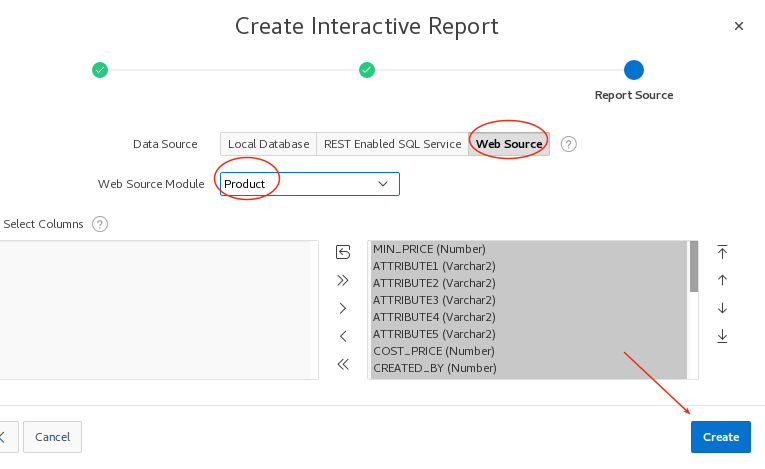 Create Interactive Report
Report Source
Data Source
Local Database
REST Enabled SQL Service
Web Source
Web Source Module
Product
Select Columns
MIN_PRICE (Number)
ATTRIBUTE1 (Varchar2)
ATTRIBUTE2 (Varchar2)
ATTRIBUTE3 (Varchar2)
ATTRIBUTE4 (Varchar2)
ATTRIBUTE5 (Varchar2)
COST_PRICE (Number)
CREATED_BY (Number)
Cancel
Create